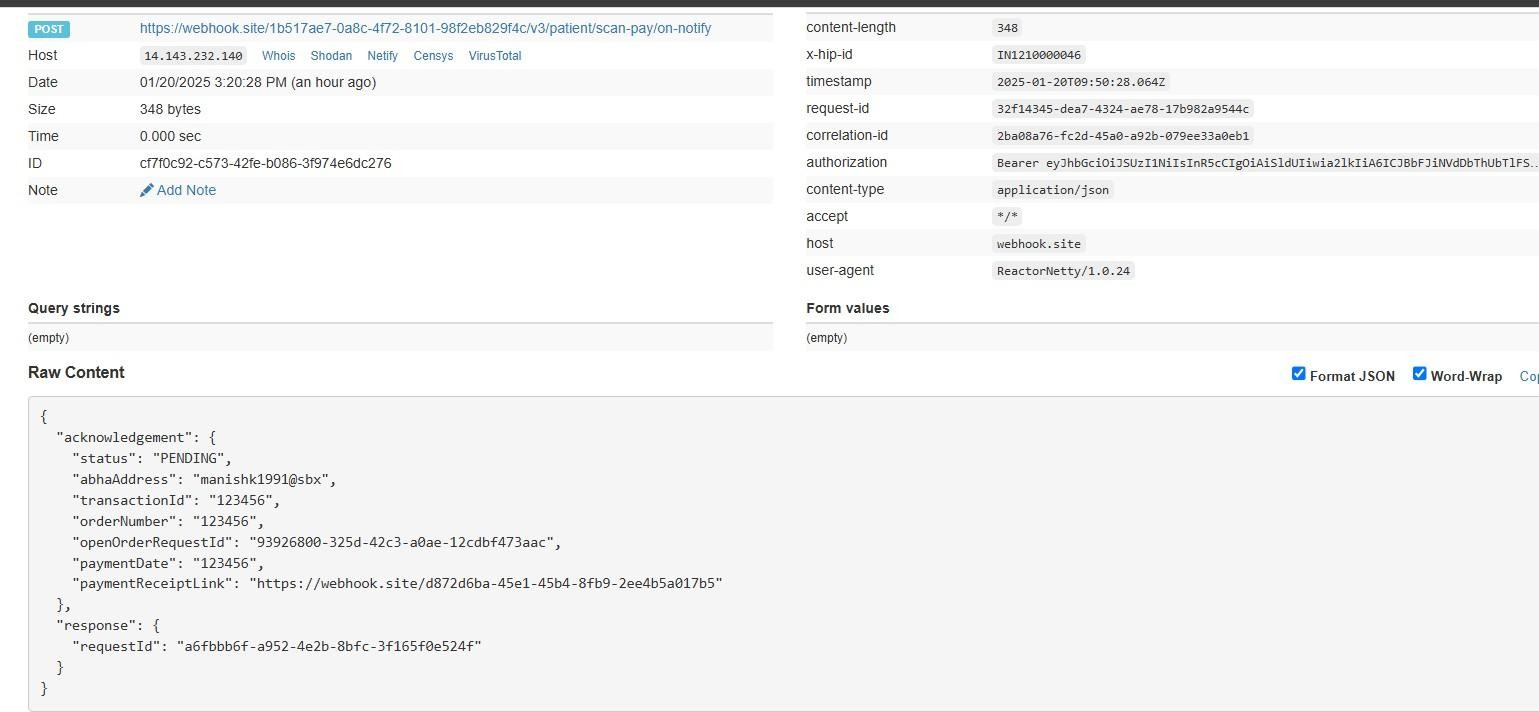 POST https://webhook.site/1b517ae7-0a8c-4f72-8101-98f2eb829f4c/v3/patient/scan-pay/on-notify
Host 14.143.232.140 Whois Shodan Netify Censys VirusTotal
Date 01/20/2025 3:20:28 PM (an hour ago)
Size 348 bytes
Time 0.000 sec
ID cf7f0c92-c573-42fe-b086-3f974e6dc276
Note Add Note
content-length 348
x-hip-id IN1210000046
timestamp 2025-01-20T09:50:28.064Z
request-id 32f14345-dea7-4324-ae78-17b982a9544c
correlation-id 2ba08a76-fc2d-45a0-a92b-079ee33a0eb1
authorization Bearer eyJhbGciOiJSUzI1NiIsInR5cCIgOiAiSldUIiwia2lkIiA6ICJBbFJiNVdDbThUbTlFS...
content-type application/json
accept */*
host webhook.site
user-agent ReactorNetty/1.0.24
Query strings
(empty)
Form values
(empty)
Raw Content
Format JSON Word-Wrap
{
"acknowledgement": {
"status": "PENDING",
"abhaAddress": "manishk1991@sbx",
"transactionId": "123456",
"orderNumber": "123456",
"openOrderRequestId": "93926800-325d-42c3-a0ae-12cdbf473aac",
"paymentDate": "123456",
"paymentReceiptLink": "https://webhook.site/d872d6ba-45e1-45b4-8fb9-2ee4b5a017b5"
},
"response": {
"requestId": "a6fbbb6f-a952-4e2b-8bfc-3f165f0e524f"
}
}